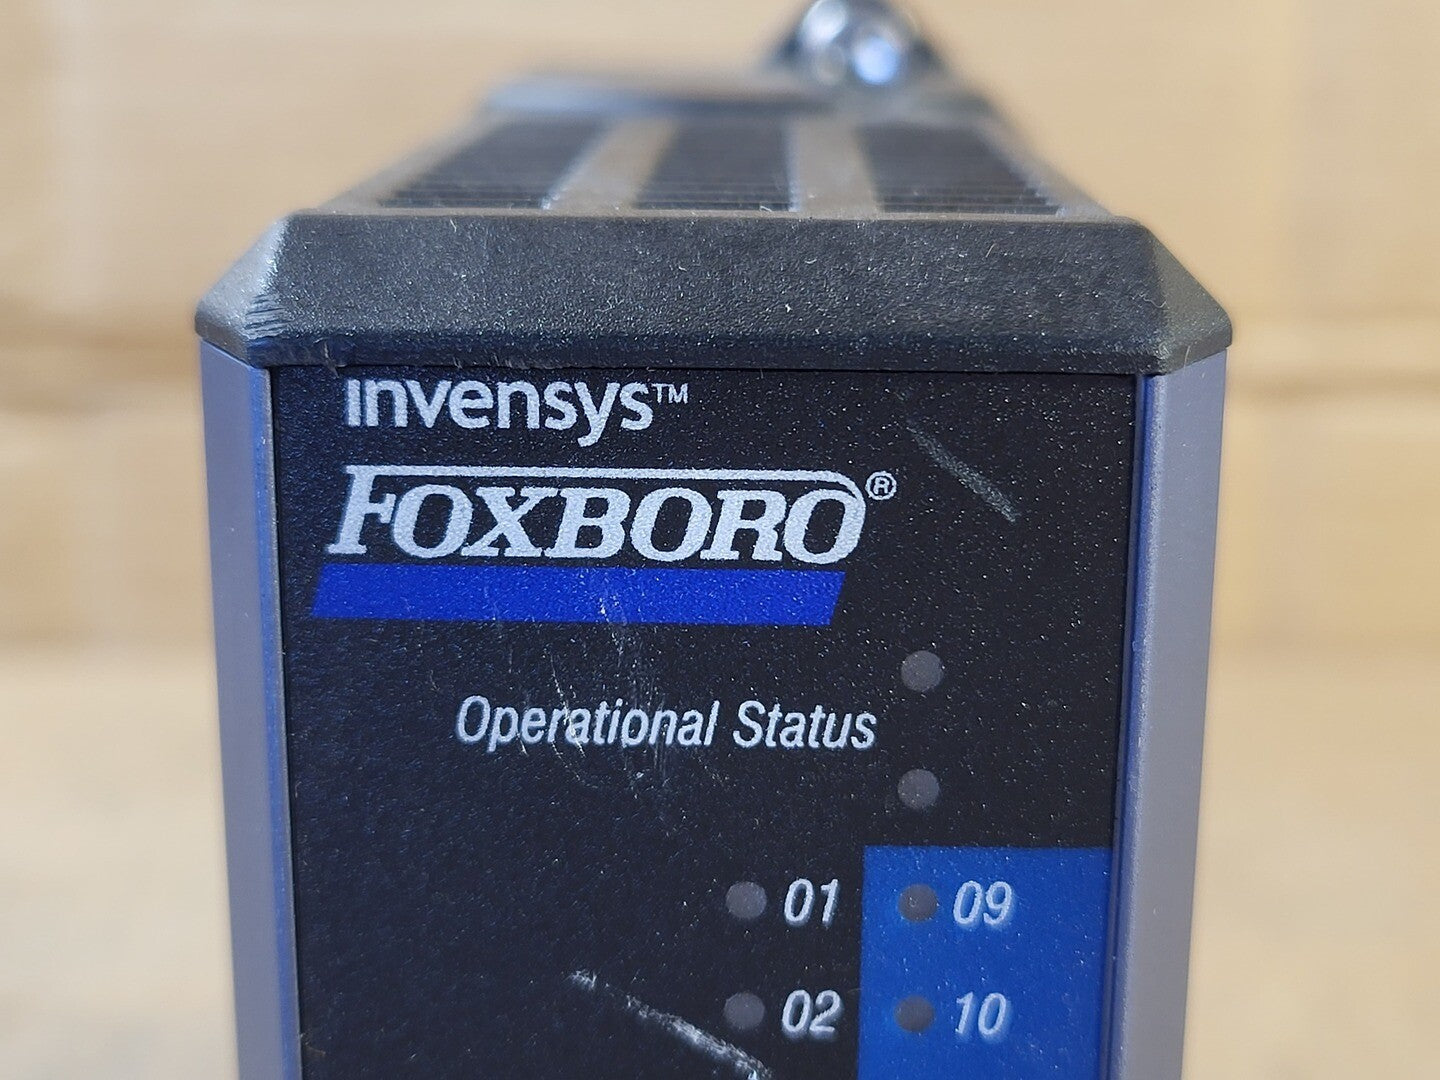 invensys™
FOXBORO®
Operational Status
01 09
02 10